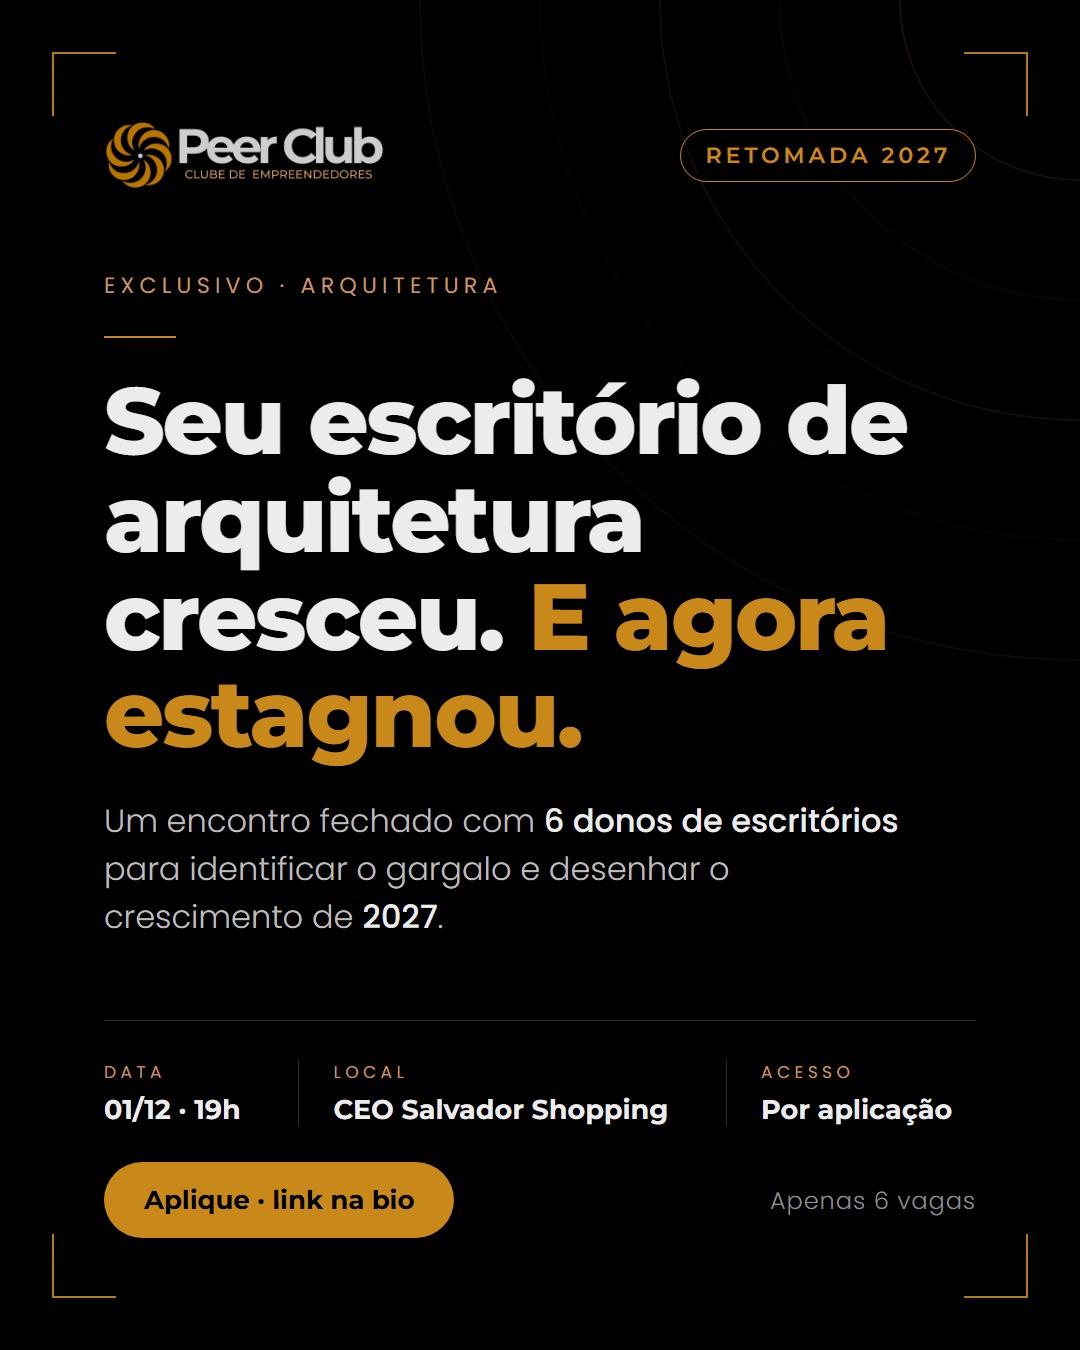 Peer Club
CLUBE DE EMPREENDEDORES
RETOMADA 2027
EXCLUSIVO · ARQUITETURA
Seu escritório de
arquitetura
cresceu. E agora
estagnou.
Um encontro fechado com 6 donos de escritórios
para identificar o gargalo e desenhar o
crescimento de 2027.
DATA
01/12 · 19h
LOCAL
CEO Salvador Shopping
ACESSO
Por aplicação
Aplique · link na bio
Apenas 6 vagas